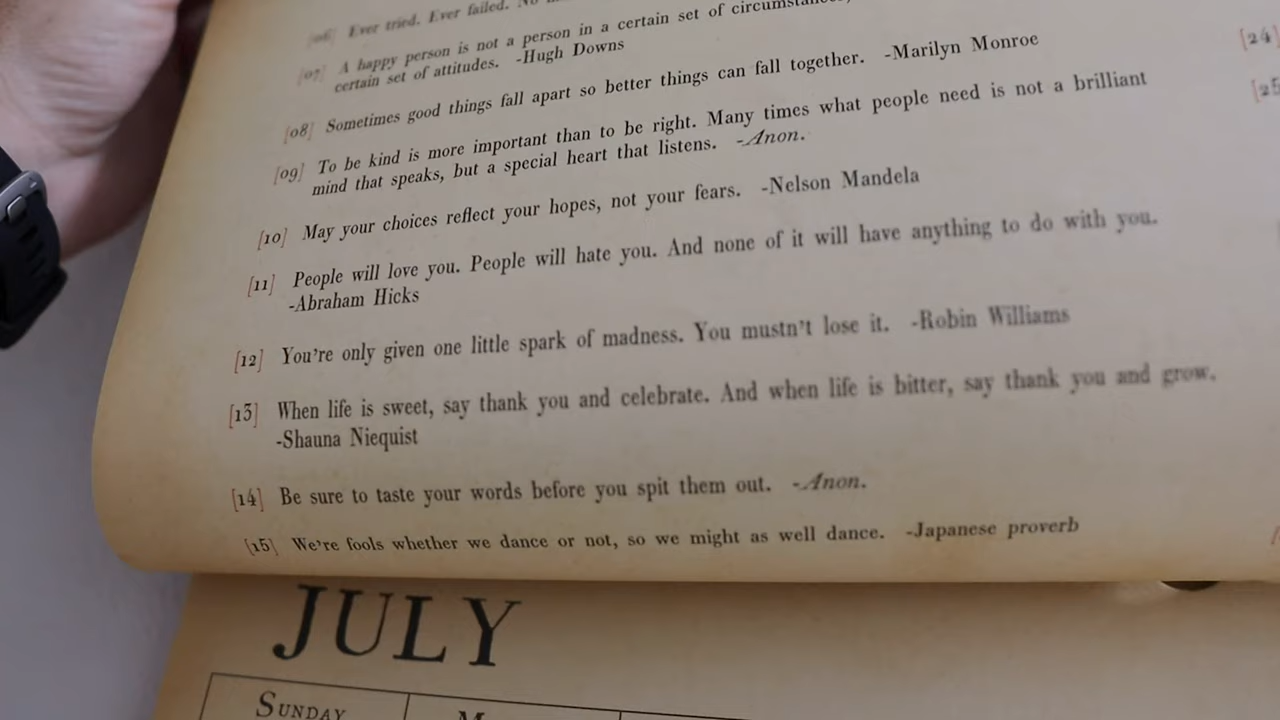 [06] Ever tried. Ever failed. No
[07] A happy person is not a person in a certain set of circumstances,
certain set of attitudes. -Hugh Downs
[08] Sometimes good things fall apart so better things can fall together. -Marilyn Monroe
[09] To be kind is more important than to be right. Many times what people need is not a brilliant
mind that speaks, but a special heart that listens. -Anon.
[10] May your choices reflect your hopes, not your fears. -Nelson Mandela
[11] People will love you. People will hate you. And none of it will have anything to do with you.
-Abraham Hicks
[12] You're only given one little spark of madness. You mustn't lose it. -Robin Williams
[13] When life is sweet, say thank you and celebrate. And when life is bitter, say thank you and grow.
-Shauna Niequist
[14] Be sure to taste your words before you spit them out. -Anon.
[15] We're fools whether we dance or not, so we might as well dance. -Japanese proverb
[24]
[25
JULY
SUNDAY